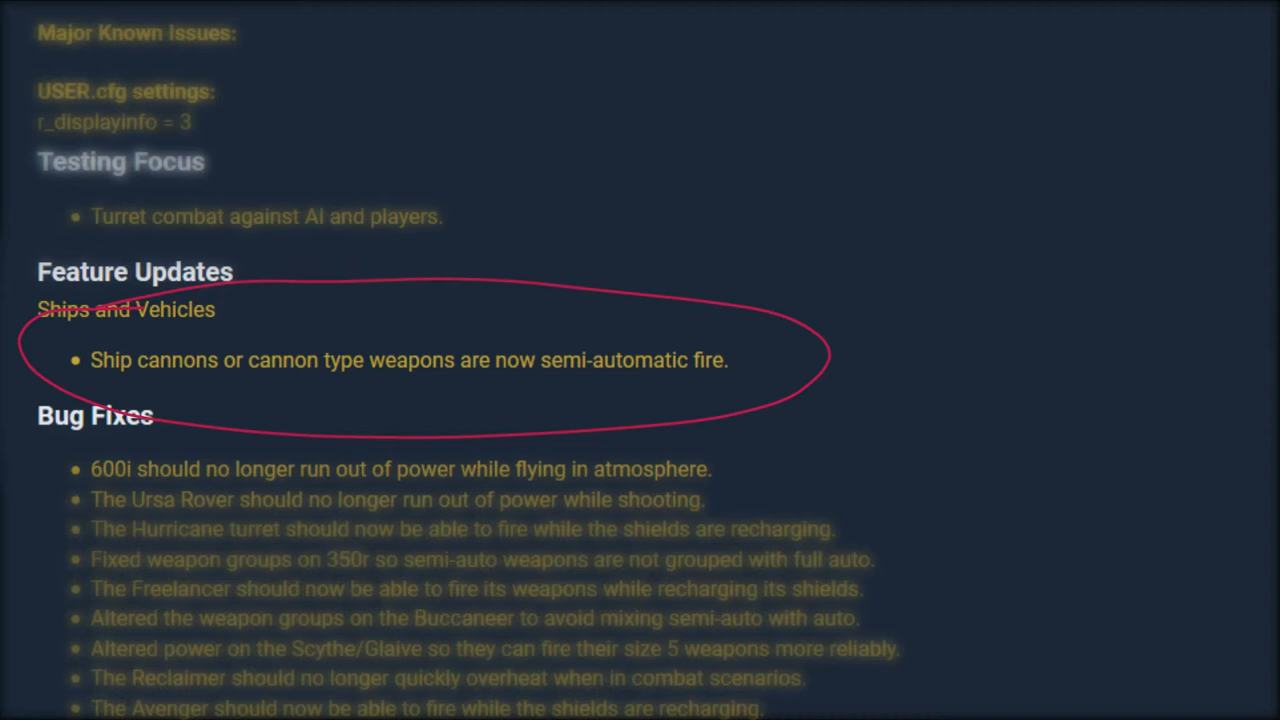 Major Known Issues:
USER.cfg settings:
r_displayinfo = 3
Testing Focus
Turret combat against AI and players.
Feature Updates
Ships and Vehicles
Ship cannons or cannon type weapons are now semi-automatic fire.
Bug Fixes
600i should no longer run out of power while flying in atmosphere.
The Ursa Rover should no longer run out of power while shooting.
The Hurricane turret should now be able to fire while the shields are recharging.
Fixed weapon groups on 350r so semi-auto weapons are not grouped with full auto.
The Freelancer should now be able to fire its weapons while recharging its shields.
Altered the weapon groups on the Buccaneer to avoid mixing semi-auto with auto.
Altered power on the Scythe/Glaive so they can fire their size 5 weapons more reliably.
The Reclaimer should no longer quickly overheat when in combat scenarios.
The Avenger should now be able to fire while the shields are recharging.